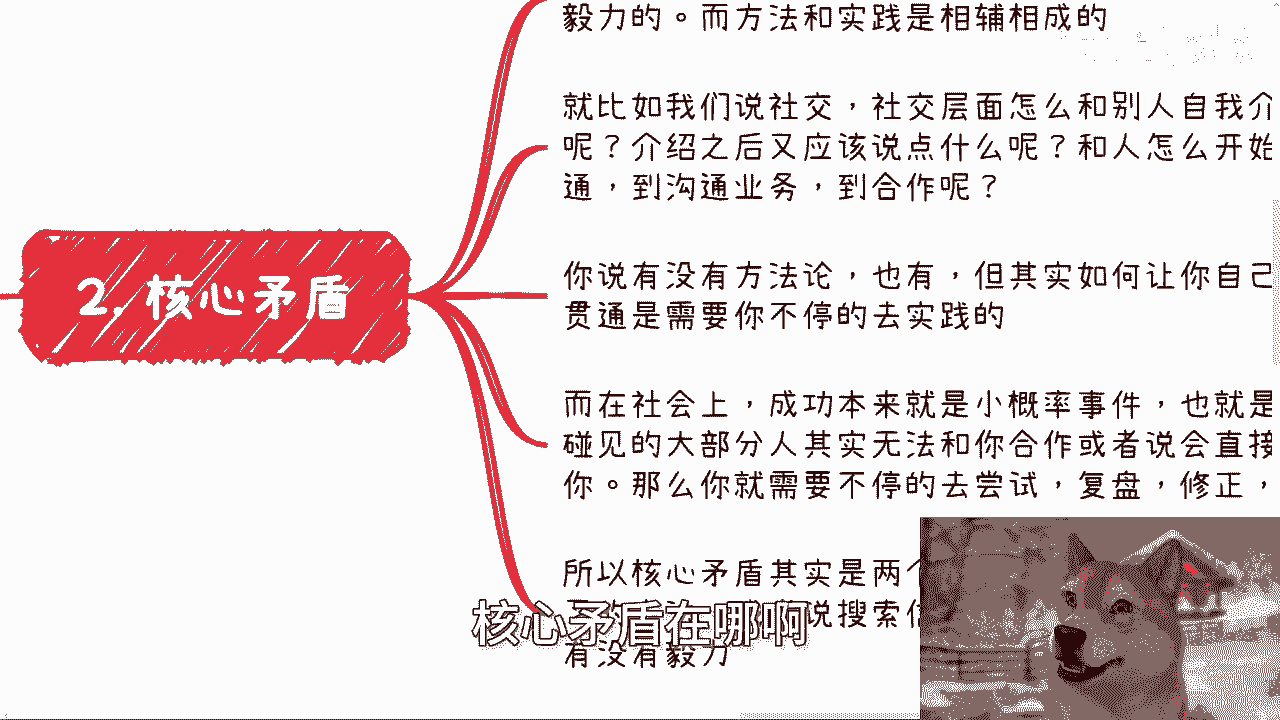 毅力的。而方法和实践是相辅相成的
就比如我们说社交，社交层面怎么和别人自我介
呢？介绍之后又应该说点什么呢？和人怎么开始
通，到沟通业务，到合作呢？
2. 核心矛盾
你说有没有方法论，也有，但其实如何让你自己
贯通是需要你不停的去实践的
而在社会上，成功本来就是小概率事件，也就是
碰见的大部分人其实无法和你合作或者说会直接
你。那么你就需要不停的去尝试，复盘，修正，
所以核心矛盾其实是两个
说搜索信
有没有毅力
核心矛盾在哪啊